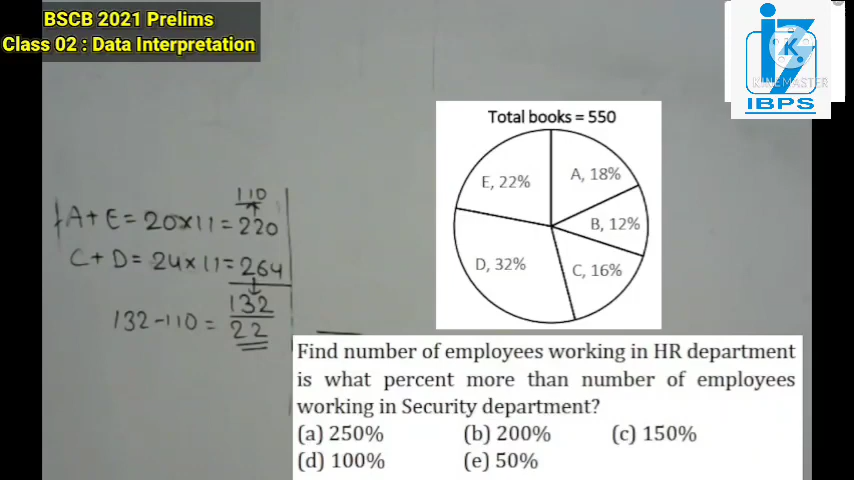 BSCB 2021 Prelims
Class 02 : Data Interpretation
K
KINEMASTER
IBPS
Total books = 550
E, 22%
A, 18%
B, 12%
D, 32%
C, 16%
110
A+E=20×11=220
C+D=24×11=264
132-110 = 132
22
Find number of employees working in HR department
is what percent more than number of employees
working in Security department?
(a) 250% (b) 200% (c) 150%
(d) 100% (e) 50%